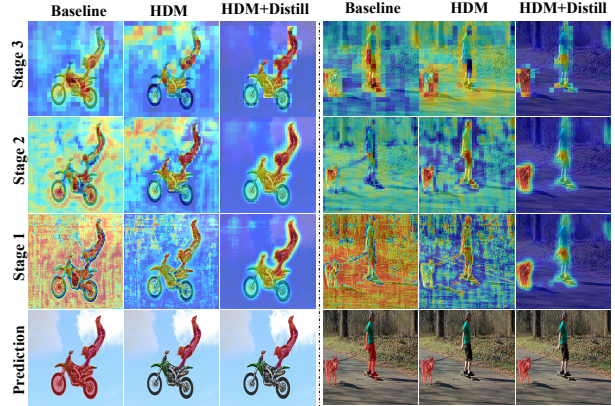 Baseline HDM HDM+Distill Baseline HDM HDM+Distill
Stage 3
Stage 2
Stage 1
Prediction